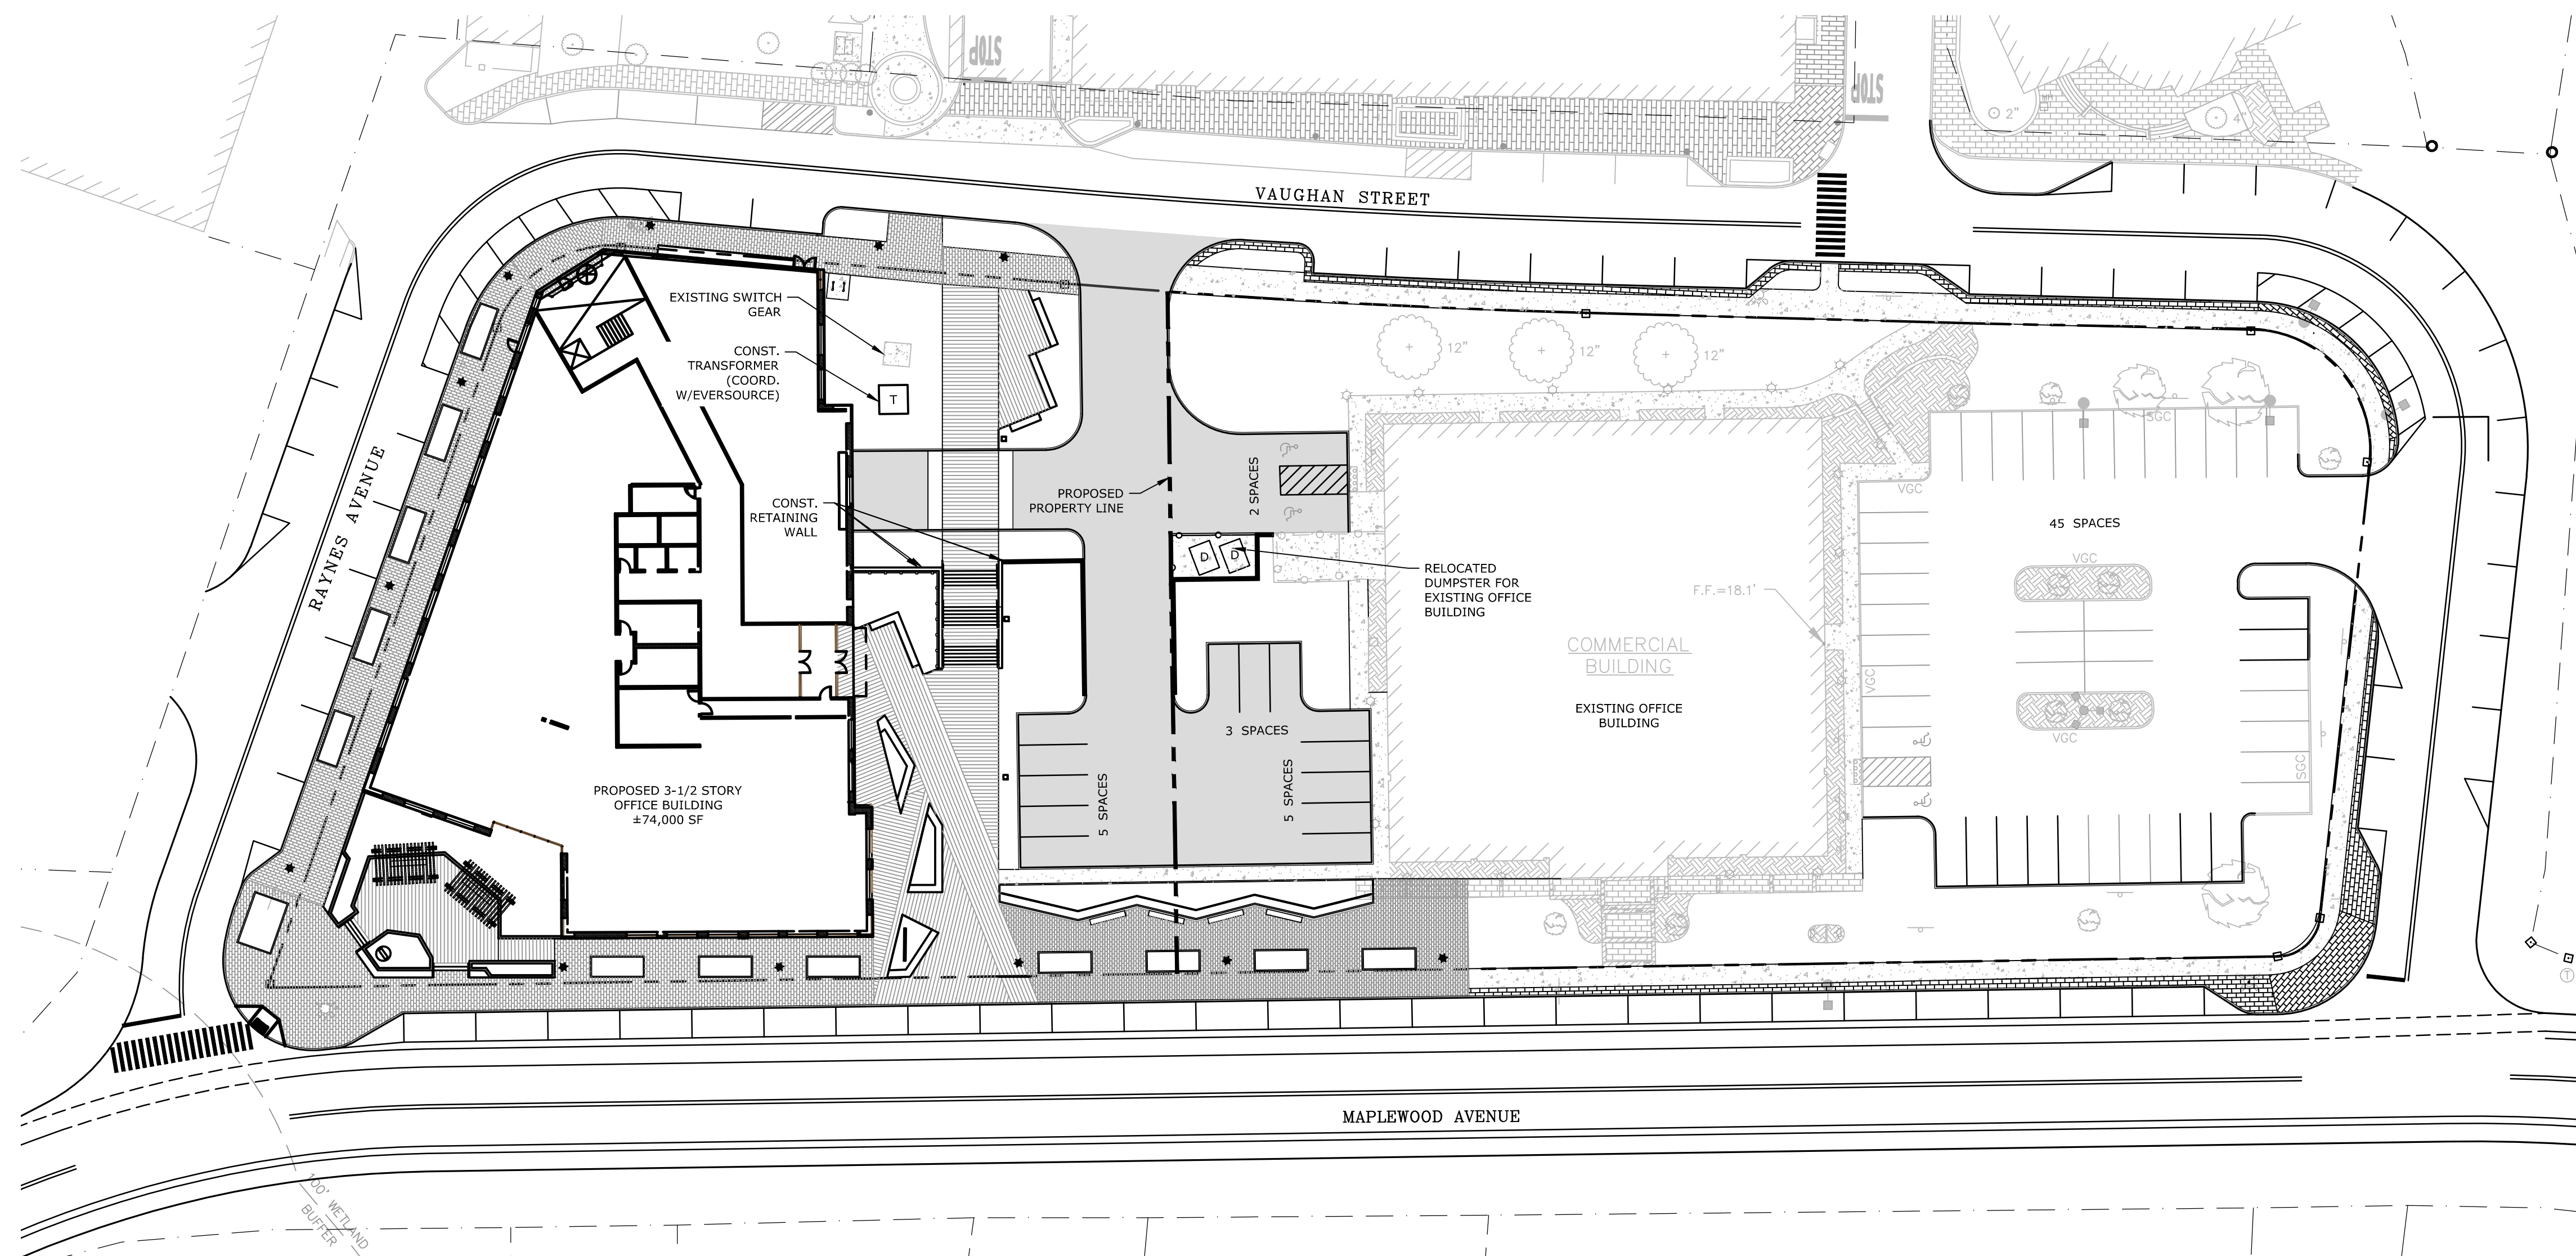 STOP
STOP
2"
4"
VAUGHAN STREET
EXISTING SWITCH
GEAR
CONST.
TRANSFORMER
(COORD.
W/EVERSOURCE)
T
12"
12"
12"
SGC
RAYNES AVENUE
2 SPACES
VGC
CONST.
RETAINING
WALL
PROPOSED
PROPERTY LINE
45 SPACES
D
D
VGC
RELOCATED
DUMPSTER FOR
EXISTING OFFICE
BUILDING
F.F.=18.1'
COMMERCIAL
BUILDING
VGC
EXISTING OFFICE
BUILDING
3 SPACES
VGC
SGC
PROPOSED 3-1/2 STORY
OFFICE BUILDING
±74,000 SF
5 SPACES
5 SPACES
T
MAPLEWOOD AVENUE
100' WETLAND
BUFFER